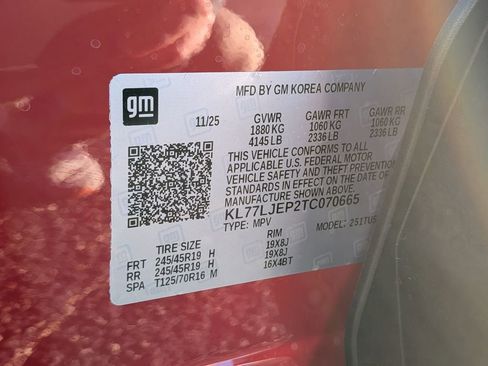 MFD BY GM KOREA COMPANY
gm
11/25 GVWR GAWR FRT GAWR RR
1880 KG 1060 KG 1060 KG
4145 LB 2336 LB 2336 LB
THIS VEHICLE CONFORMS TO ALL
APPLICABLE U.S. FEDERAL MOTOR
VEHICLE SAFETY AND THEFT PREVENTION
STANDARDS IN EFFECT ON THE DATE OF
MANUFACTURE SHOWN ABOVE.
KL77LJEP2TC070665
TYPE: MPV MODEL: 251TU5
TIRE SIZE RIM
FRT 245/45R19 H 19X8J
RR 245/45R19 H 19X8J
SPA T125/70R16 M 16X4BT